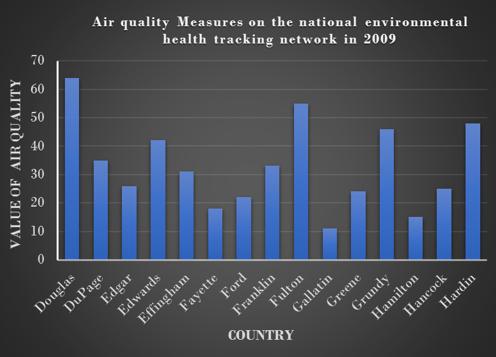 Air quality Measures on the national environmental
health tracking network in 2009
VALUE OF AIR QUALITY
70
60
50
40
30
20
10
0
Douglas
DuPage
Edgar
Edwards
Effingham
Fayette
Ford
Franklin
Fulton
Gallatin
Greene
Grundy
Hamilton
Hancock
Hardin
COUNTRY